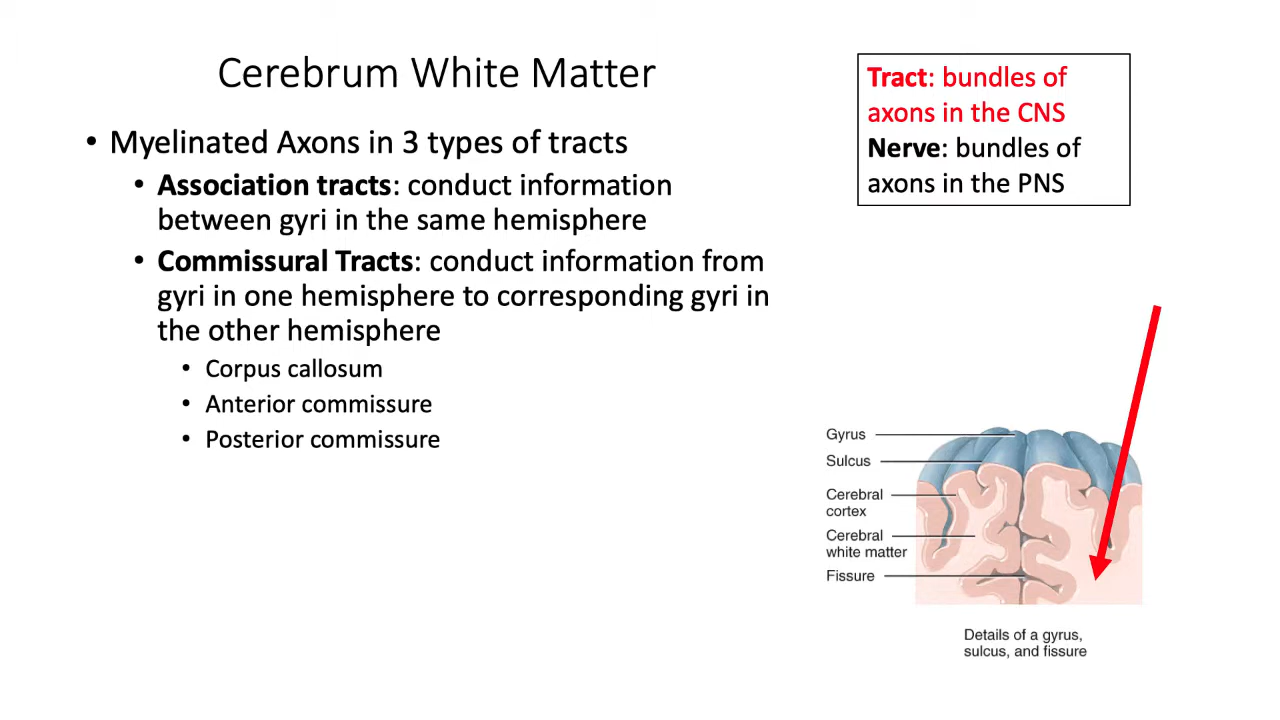 Cerebrum White Matter
• Myelinated Axons in 3 types of tracts
• Association tracts: conduct information
between gyri in the same hemisphere
• Commissural Tracts: conduct information from
gyri in one hemisphere to corresponding gyri in
the other hemisphere
• Corpus callosum
• Anterior commissure
• Posterior commissure
Tract: bundles of
axons in the CNS
Nerve: bundles of
axons in the PNS
Gyrus
Sulcus
Cerebral
cortex
Cerebral
white matter
Fissure
Details of a gyrus,
sulcus, and fissure